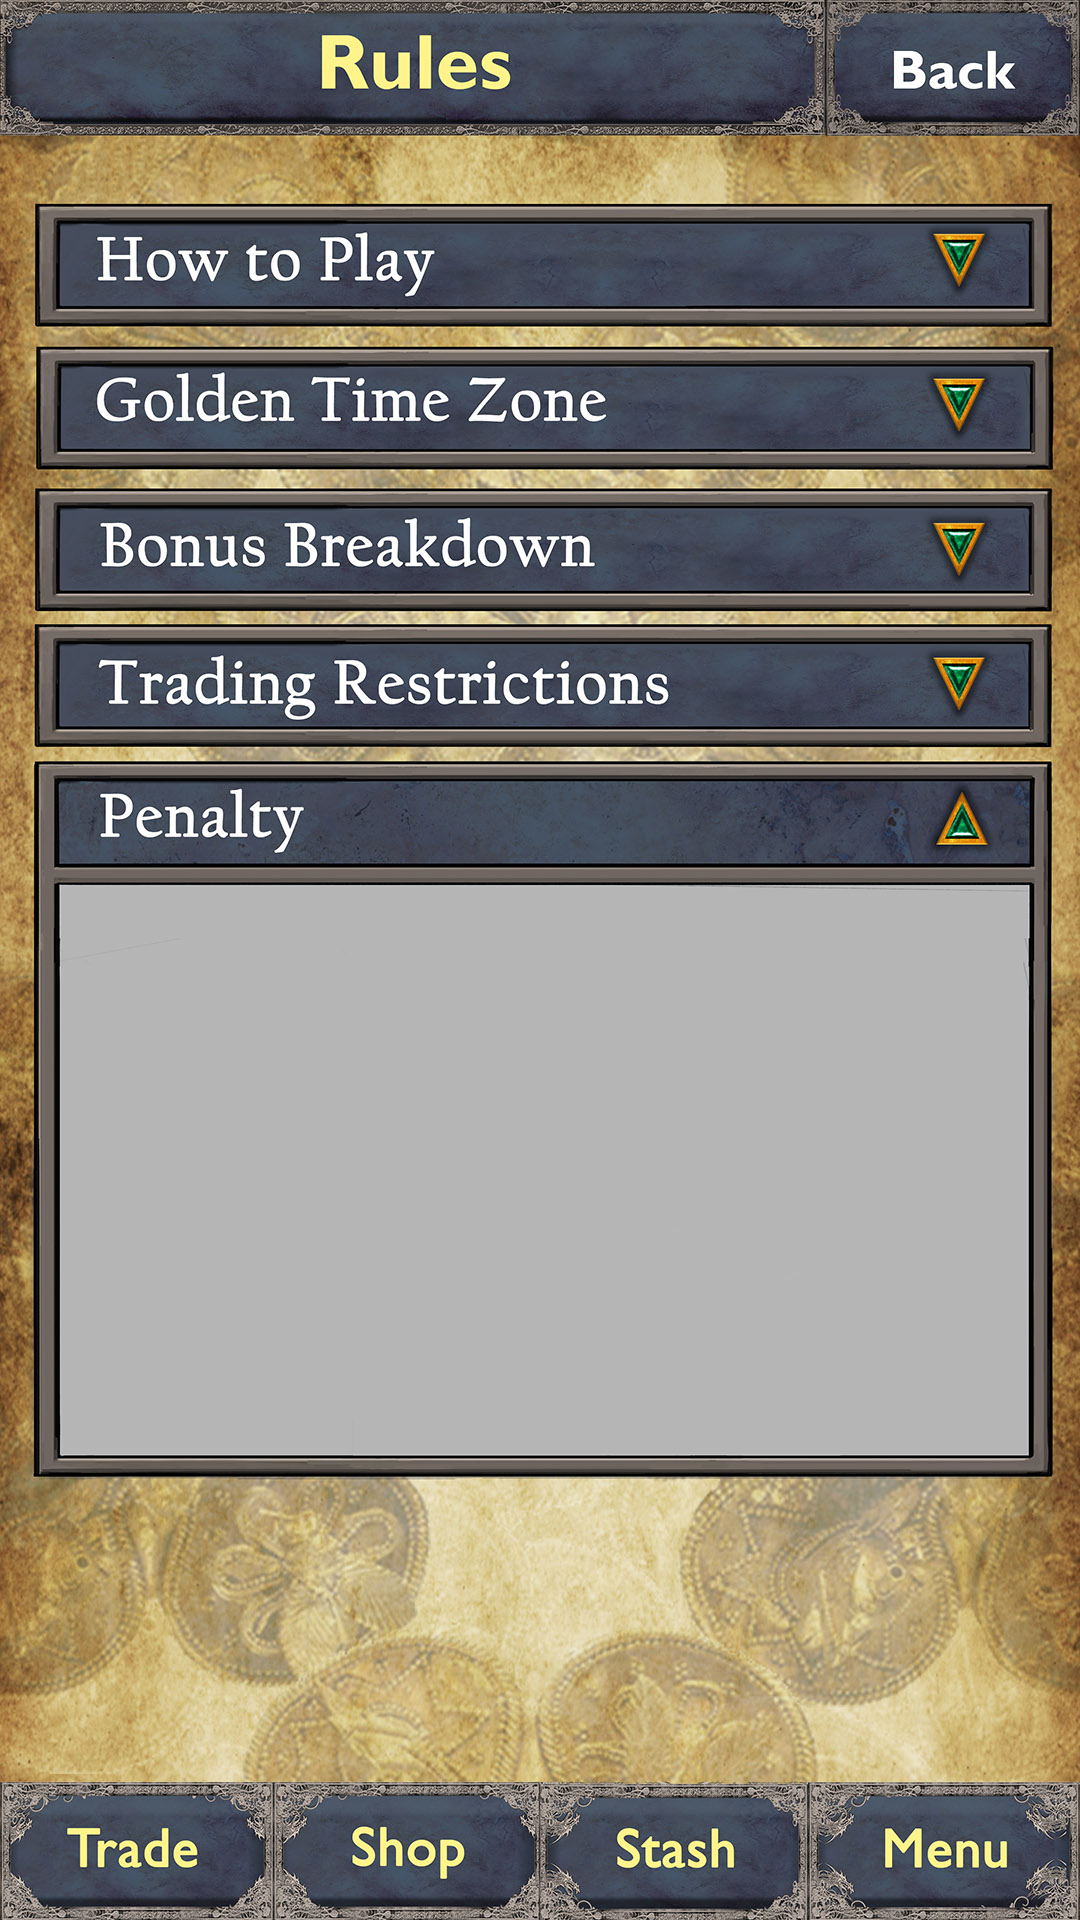 Rules
Back
How to Play
Golden Time Zone
Bonus Breakdown
Trading Restrictions
Penalty
Trade
Shop
Stash
Menu